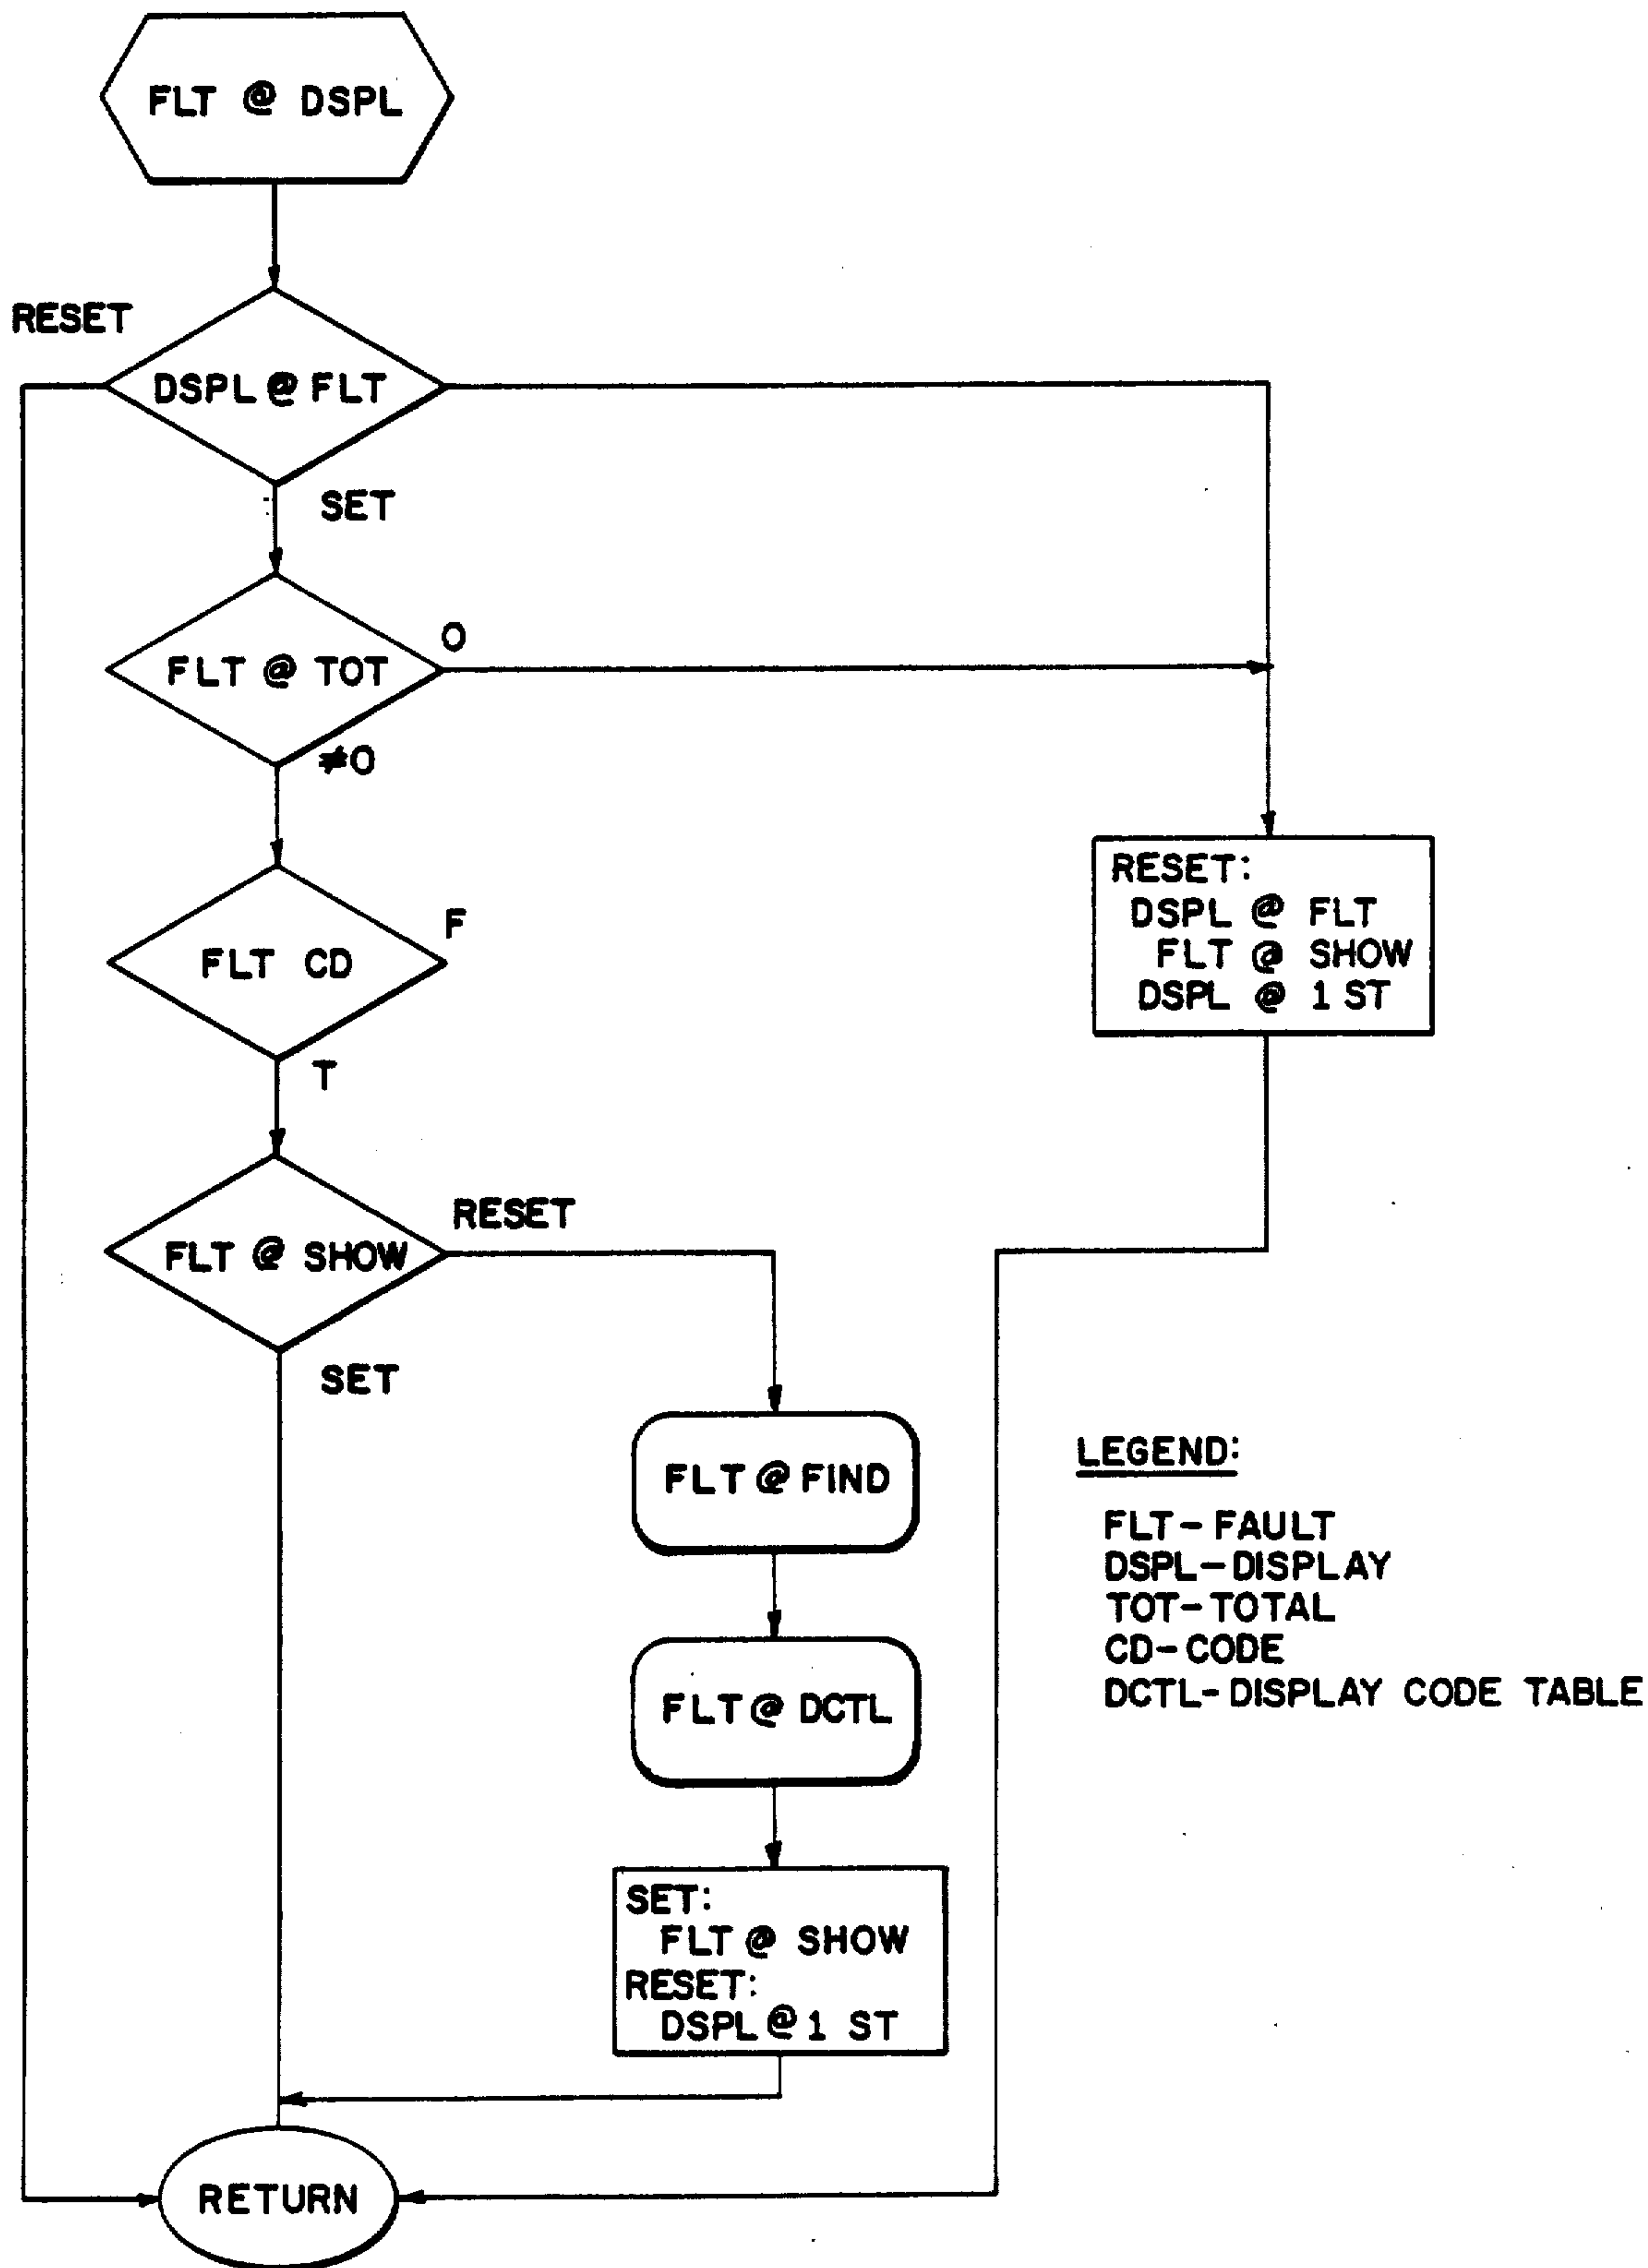 FLT @ DSPL
RESET
DSPL @ FLT
SET
FLT @ TOT
0
≠0
FLT CD
F
T
RESET:
DSPL @ FLT
FLT @ SHOW
DSPL @ 1 ST
FLT @ SHOW
RESET
SET
FLT @ FIND
FLT @ DCTL
SET:
FLT @ SHOW
RESET:
DSPL @ 1 ST
RETURN
LEGEND:
FLT - FAULT
DSPL - DISPLAY
TOT - TOTAL
CD - CODE
DCTL - DISPLAY CODE TABLE